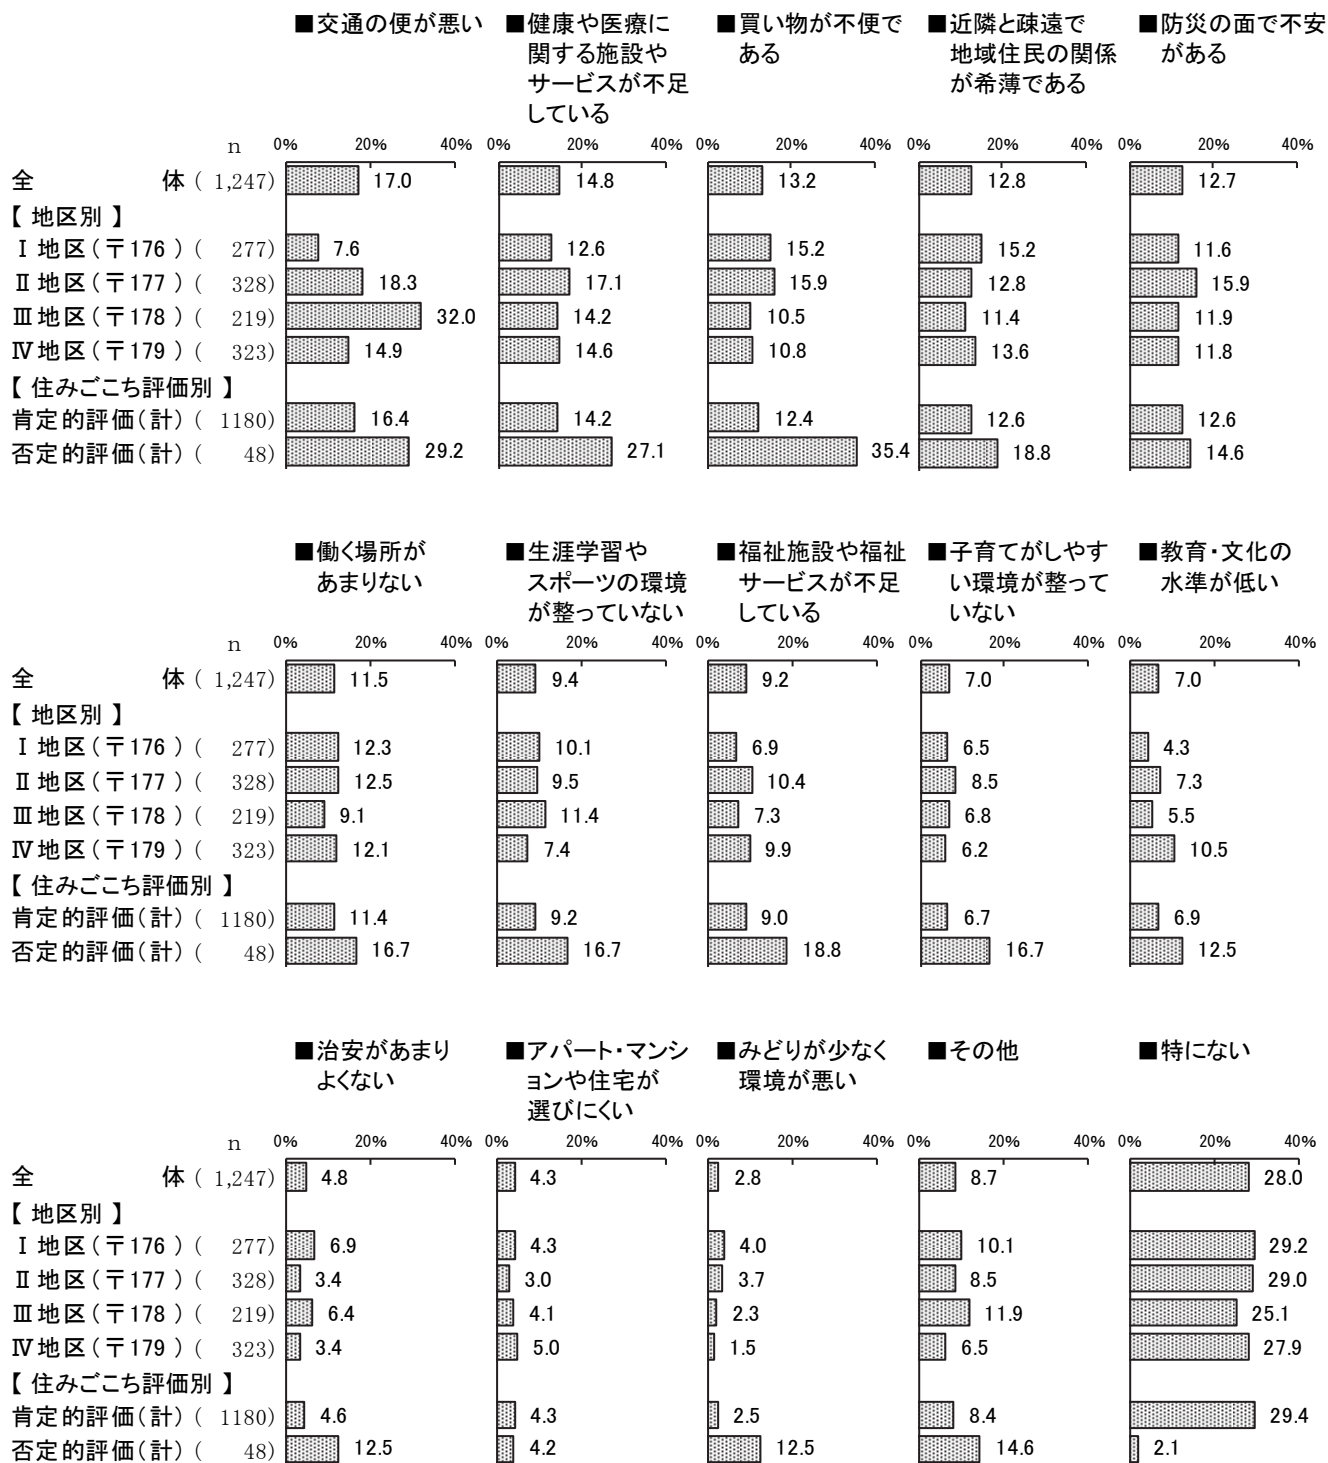 ■交通の便が悪い ■健康や医療に ■買い物が不便で ■近隣と疎遠で ■防災の面で不安
関する施設や ある 地域住民の関係 がある
サービスが不足 が希薄である
している
n 0% 20% 40% 0% 20% 40% 0% 20% 40% 0% 20% 40% 0% 20% 40%
全 体 ( 1,247) 17.0 14.8 13.2 12.8 12.7
【 地区別 】
Ⅰ 地区(〒176 ) ( 277) 7.6 12.6 15.2 15.2 11.6
Ⅱ 地区(〒177 ) ( 328) 18.3 17.1 15.9 12.8 15.9
Ⅲ 地区(〒178 ) ( 219) 32.0 14.2 10.5 11.4 11.9
Ⅳ 地区(〒179 ) ( 323) 14.9 14.6 10.8 13.6 11.8
【 住みごこち評価別 】
肯定的評価(計) ( 1180) 16.4 14.2 12.4 12.6 12.6
否定的評価(計) ( 48) 29.2 27.1 35.4 18.8 14.6
■働く場所が ■生涯学習や ■福祉施設や福祉 ■子育てがしやす ■教育・文化の
あまりない スポーツの環境 サービスが不足 い環境が整って 水準が低い
が整っていない している いない
n 0% 20% 40% 0% 20% 40% 0% 20% 40% 0% 20% 40% 0% 20% 40%
全 体 ( 1,247) 11.5 9.4 9.2 7.0 7.0
【 地区別 】
Ⅰ 地区(〒176 ) ( 277) 12.3 10.1 6.9 6.5 4.3
Ⅱ 地区(〒177 ) ( 328) 12.5 9.5 10.4 8.5 7.3
Ⅲ 地区(〒178 ) ( 219) 9.1 11.4 7.3 6.8 5.5
Ⅳ 地区(〒179 ) ( 323) 12.1 7.4 9.9 6.2 10.5
【 住みごこち評価別 】
肯定的評価(計) ( 1180) 11.4 9.2 9.0 6.7 6.9
否定的評価(計) ( 48) 16.7 16.7 18.8 16.7 12.5
■治安があまり ■アパート・マンシ ■みどりが少なく ■その他 ■特にない
よくない ョンや住宅が 環境が悪い
選びにくい
n 0% 20% 40% 0% 20% 40% 0% 20% 40% 0% 20% 40% 0% 20% 40%
全 体 ( 1,247) 4.8 4.3 2.8 8.7 28.0
【 地区別 】
Ⅰ 地区(〒176 ) ( 277) 6.9 4.3 4.0 10.1 29.2
Ⅱ 地区(〒177 ) ( 328) 3.4 3.0 3.7 8.5 29.0
Ⅲ 地区(〒178 ) ( 219) 6.4 4.1 2.3 11.9 25.1
Ⅳ 地区(〒179 ) ( 323) 3.4 5.0 1.5 6.5 27.9
【 住みごこち評価別 】
肯定的評価(計) ( 1180) 4.6 4.3 2.5 8.4 29.4
否定的評価(計) ( 48) 12.5 4.2 12.5 14.6 2.1